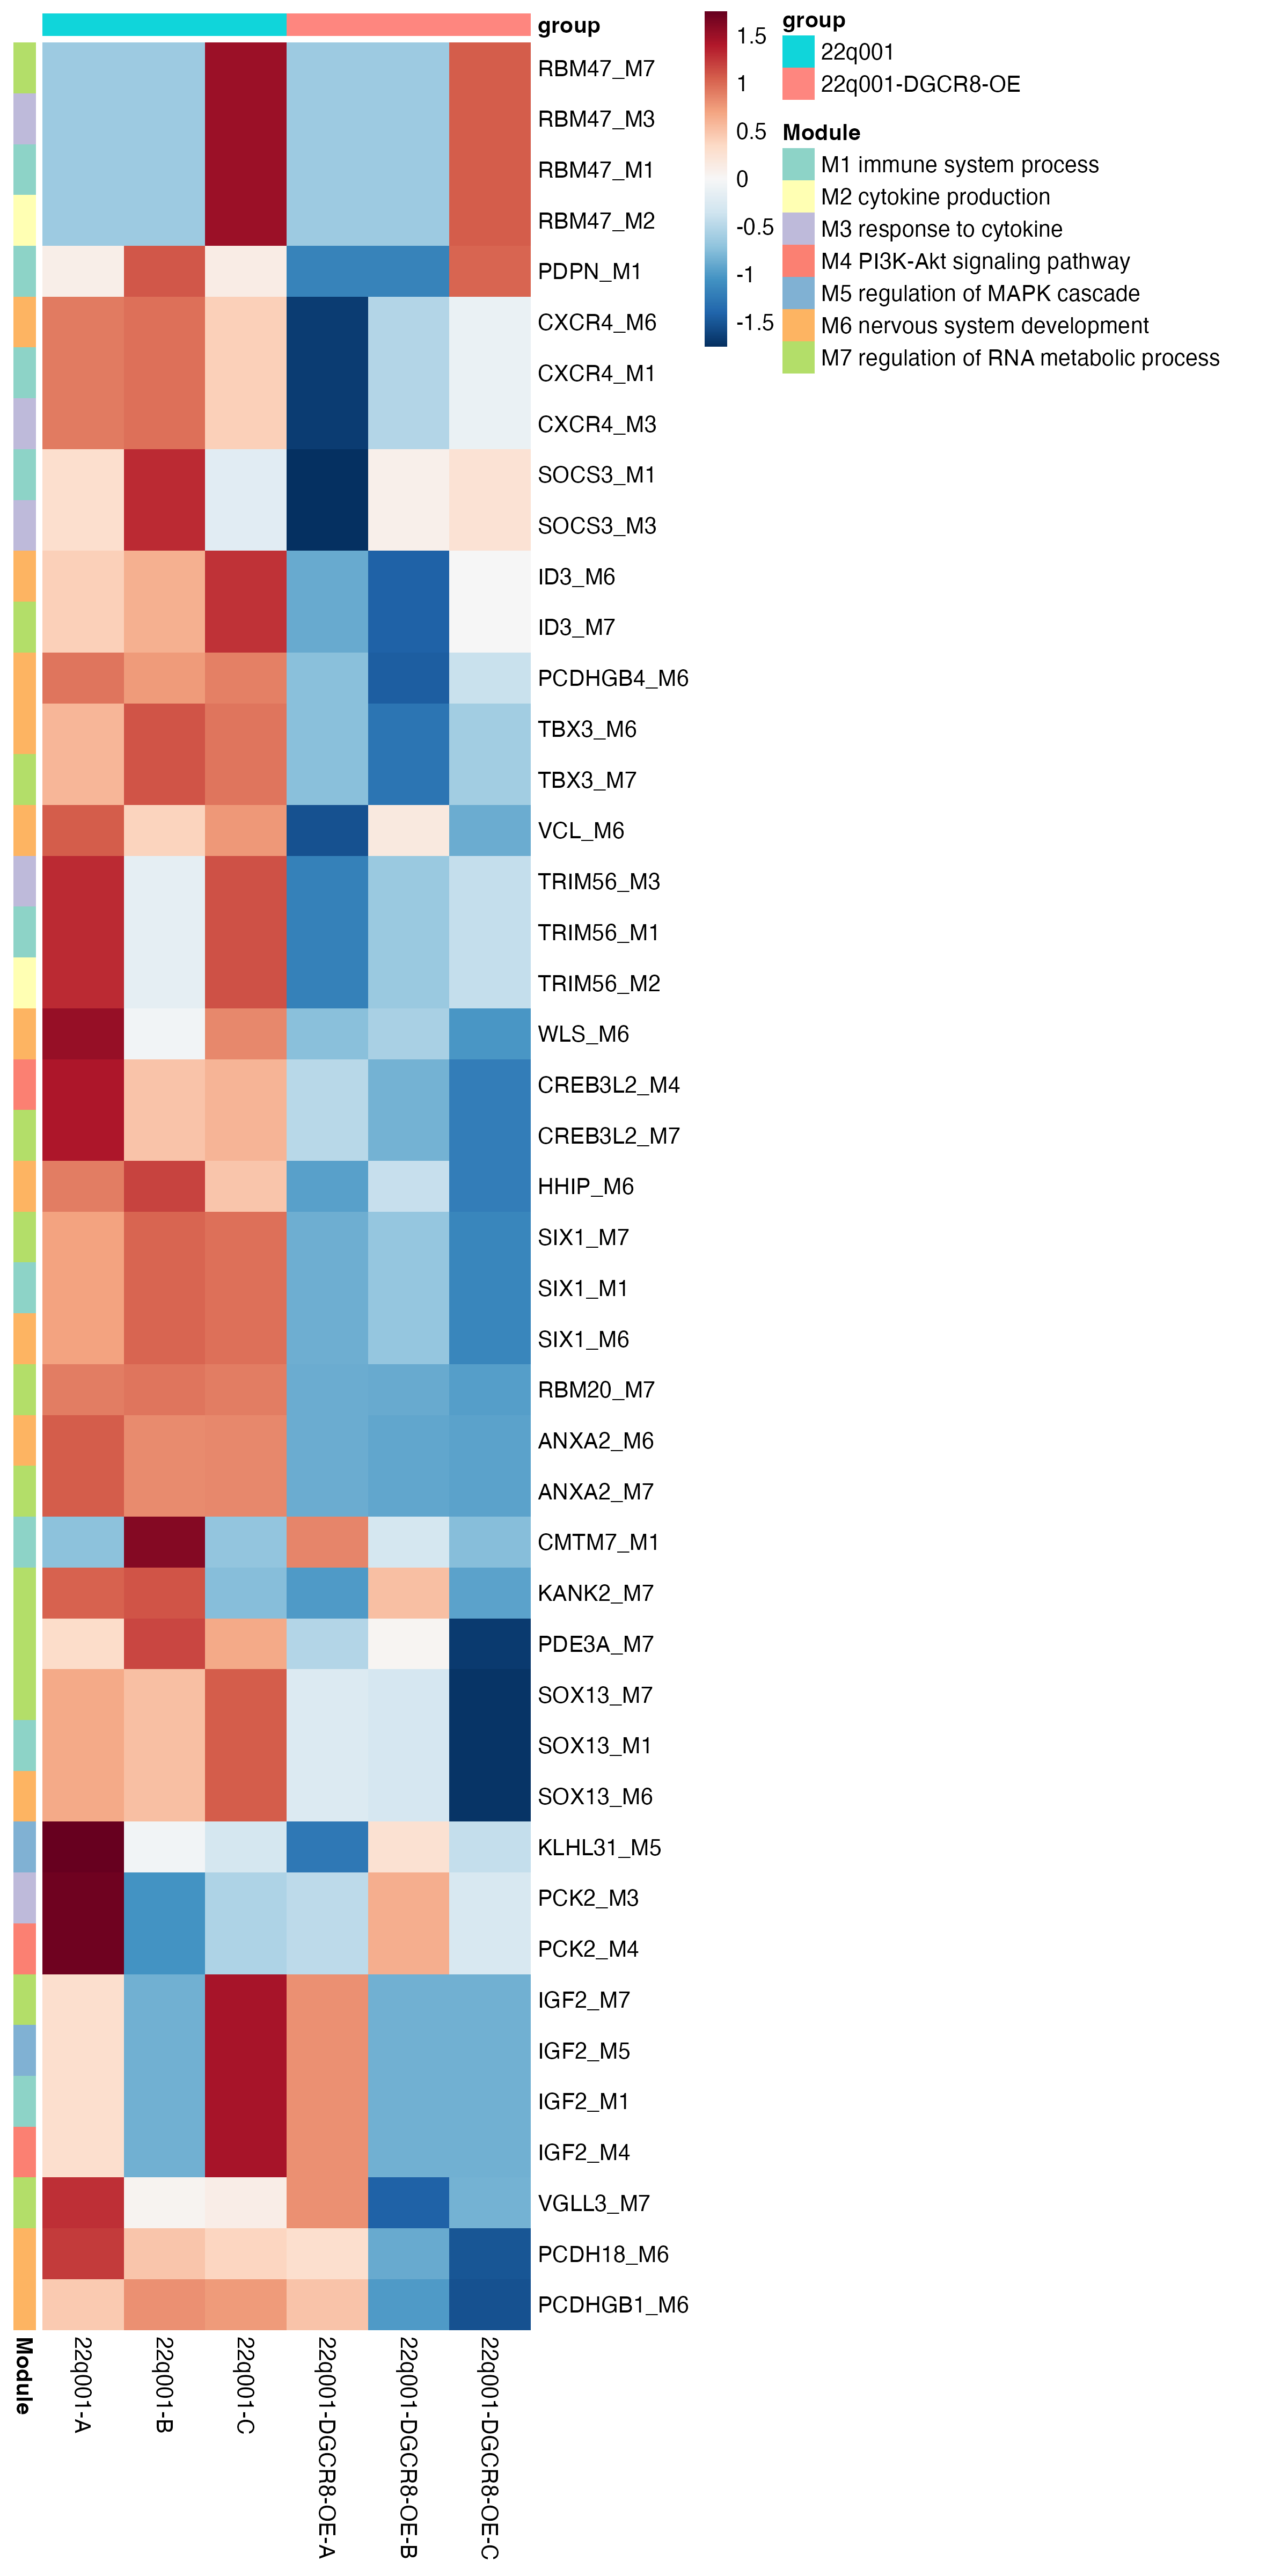 group
RBM47_M7
RBM47_M3
RBM47_M1
RBM47_M2
PDPN_M1
CXCR4_M6
CXCR4_M1
CXCR4_M3
SOCS3_M1
SOCS3_M3
ID3_M6
ID3_M7
PCDHGB4_M6
TBX3_M6
TBX3_M7
VCL_M6
TRIM56_M3
TRIM56_M1
TRIM56_M2
WLS_M6
CREB3L2_M4
CREB3L2_M7
HHIP_M6
SIX1_M7
SIX1_M1
SIX1_M6
RBM20_M7
ANXA2_M6
ANXA2_M7
CMTM7_M1
KANK2_M7
PDE3A_M7
SOX13_M7
SOX13_M1
SOX13_M6
KLHL31_M5
PCK2_M3
PCK2_M4
IGF2_M7
IGF2_M5
IGF2_M1
IGF2_M4
VGLL3_M7
PCDH18_M6
PCDHGB1_M6
Module
22q001-A
22q001-B
22q001-C
22q001-DGCR8-OE-A
22q001-DGCR8-OE-B
22q001-DGCR8-OE-C
1.5
1
0.5
0
-0.5
-1
-1.5
group
22q001
22q001-DGCR8-OE
Module
M1 immune system process
M2 cytokine production
M3 response to cytokine
M4 PI3K-Akt signaling pathway
M5 regulation of MAPK cascade
M6 nervous system development
M7 regulation of RNA metabolic process